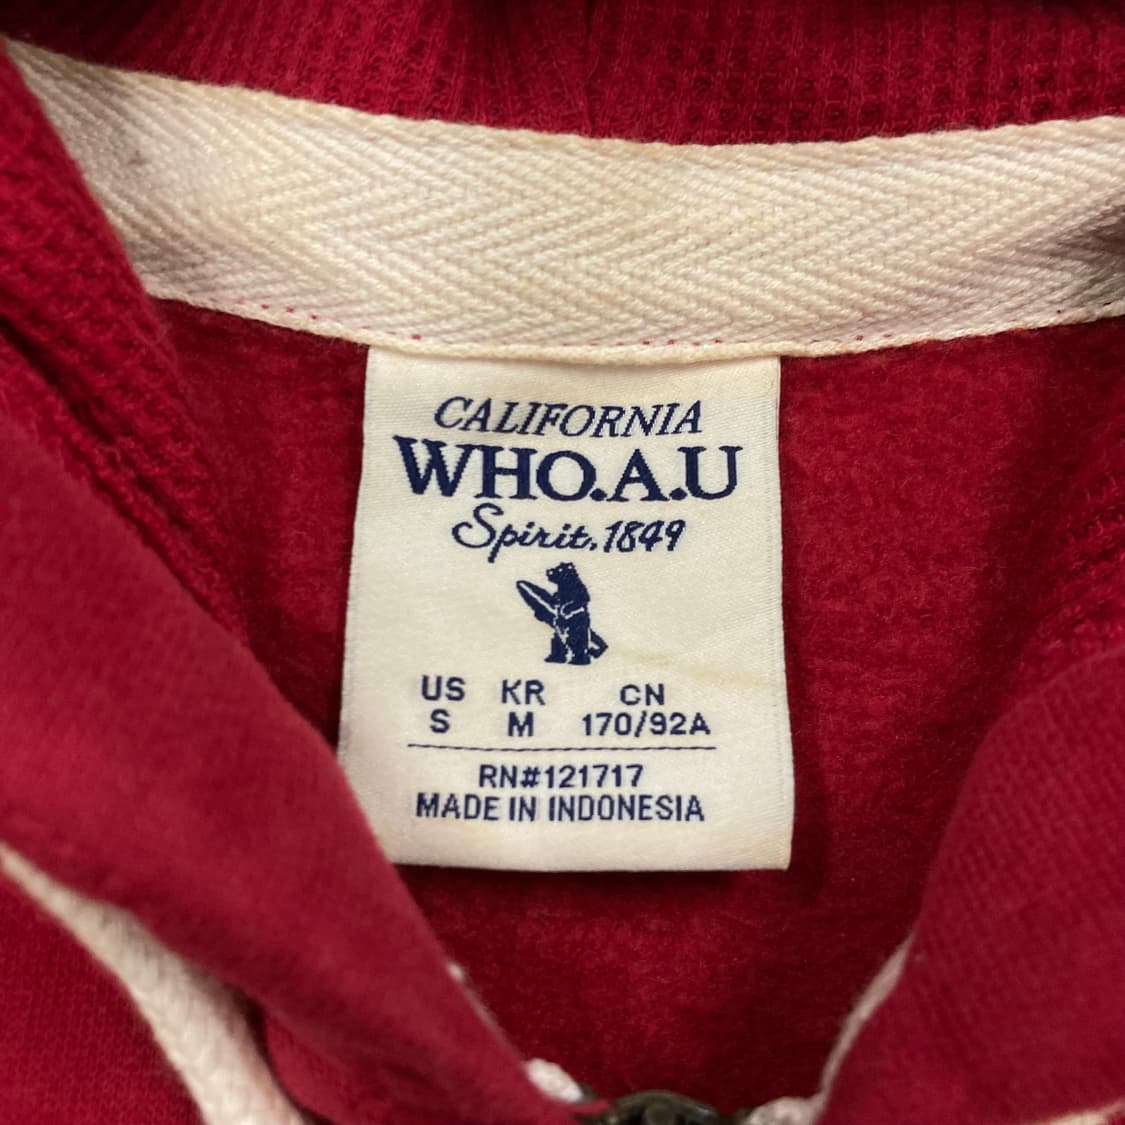 CALIFORNIA
WHO.A.U
Spirit.1849
US KR CN
S M 170/92A
RN#121717
MADE IN INDONESIA